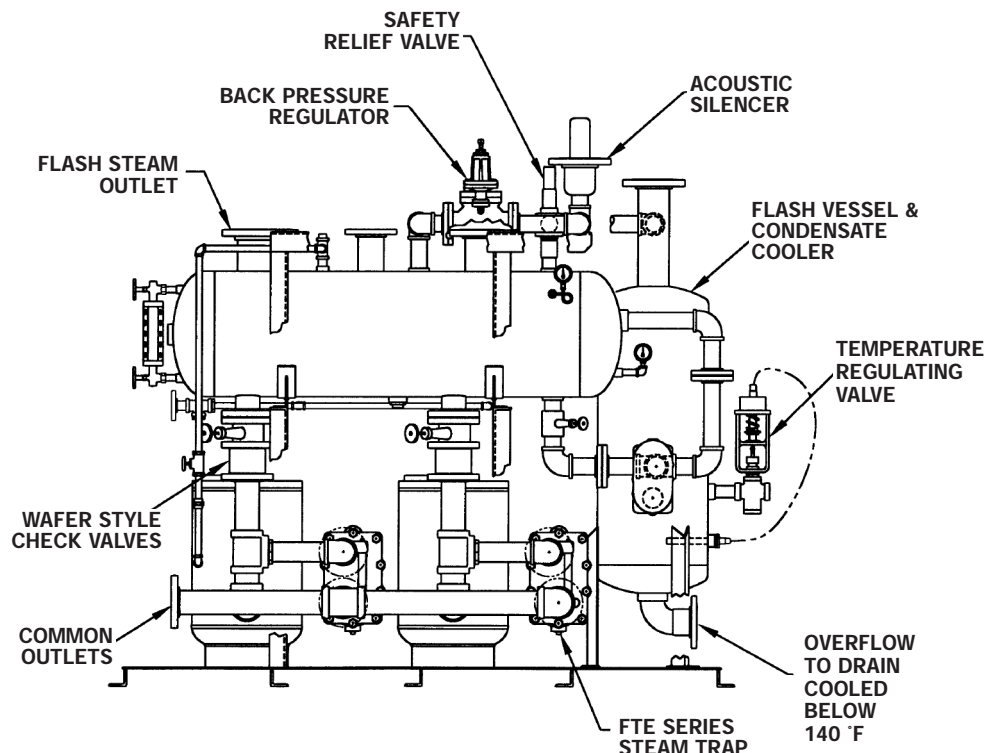 SAFETY
RELIEF VALVE
ACOUSTIC
SILENCER
BACK PRESSURE
REGULATOR
FLASH STEAM
OUTLET
FLASH VESSEL &
CONDENSATE
COOLER
TEMPERATURE
REGULATING
VALVE
WAFER STYLE
CHECK VALVES
COMMON
OUTLETS
OVERFLOW
TO DRAIN
COOLED
BELOW
140 °F
FTE SERIES
STEAM TRAP